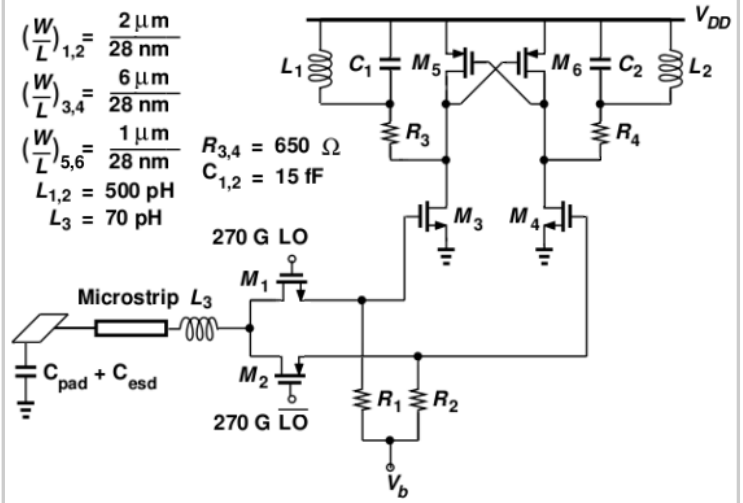 (W/L)1,2 = 2 μm / 28 nm
(W/L)3,4 = 6 μm / 28 nm
(W/L)5,6 = 1 μm / 28 nm
L1,2 = 500 pH
L3 = 70 pH
R3,4 = 650 Ω
C1,2 = 15 fF
VDD
L1
C1
M5
M6
C2
L2
R3
R4
M3
M4
270 G LO
M1
Microstrip L3
Cpad + Cesd
M2
270 G L̅O̅
R1
R2
Vb